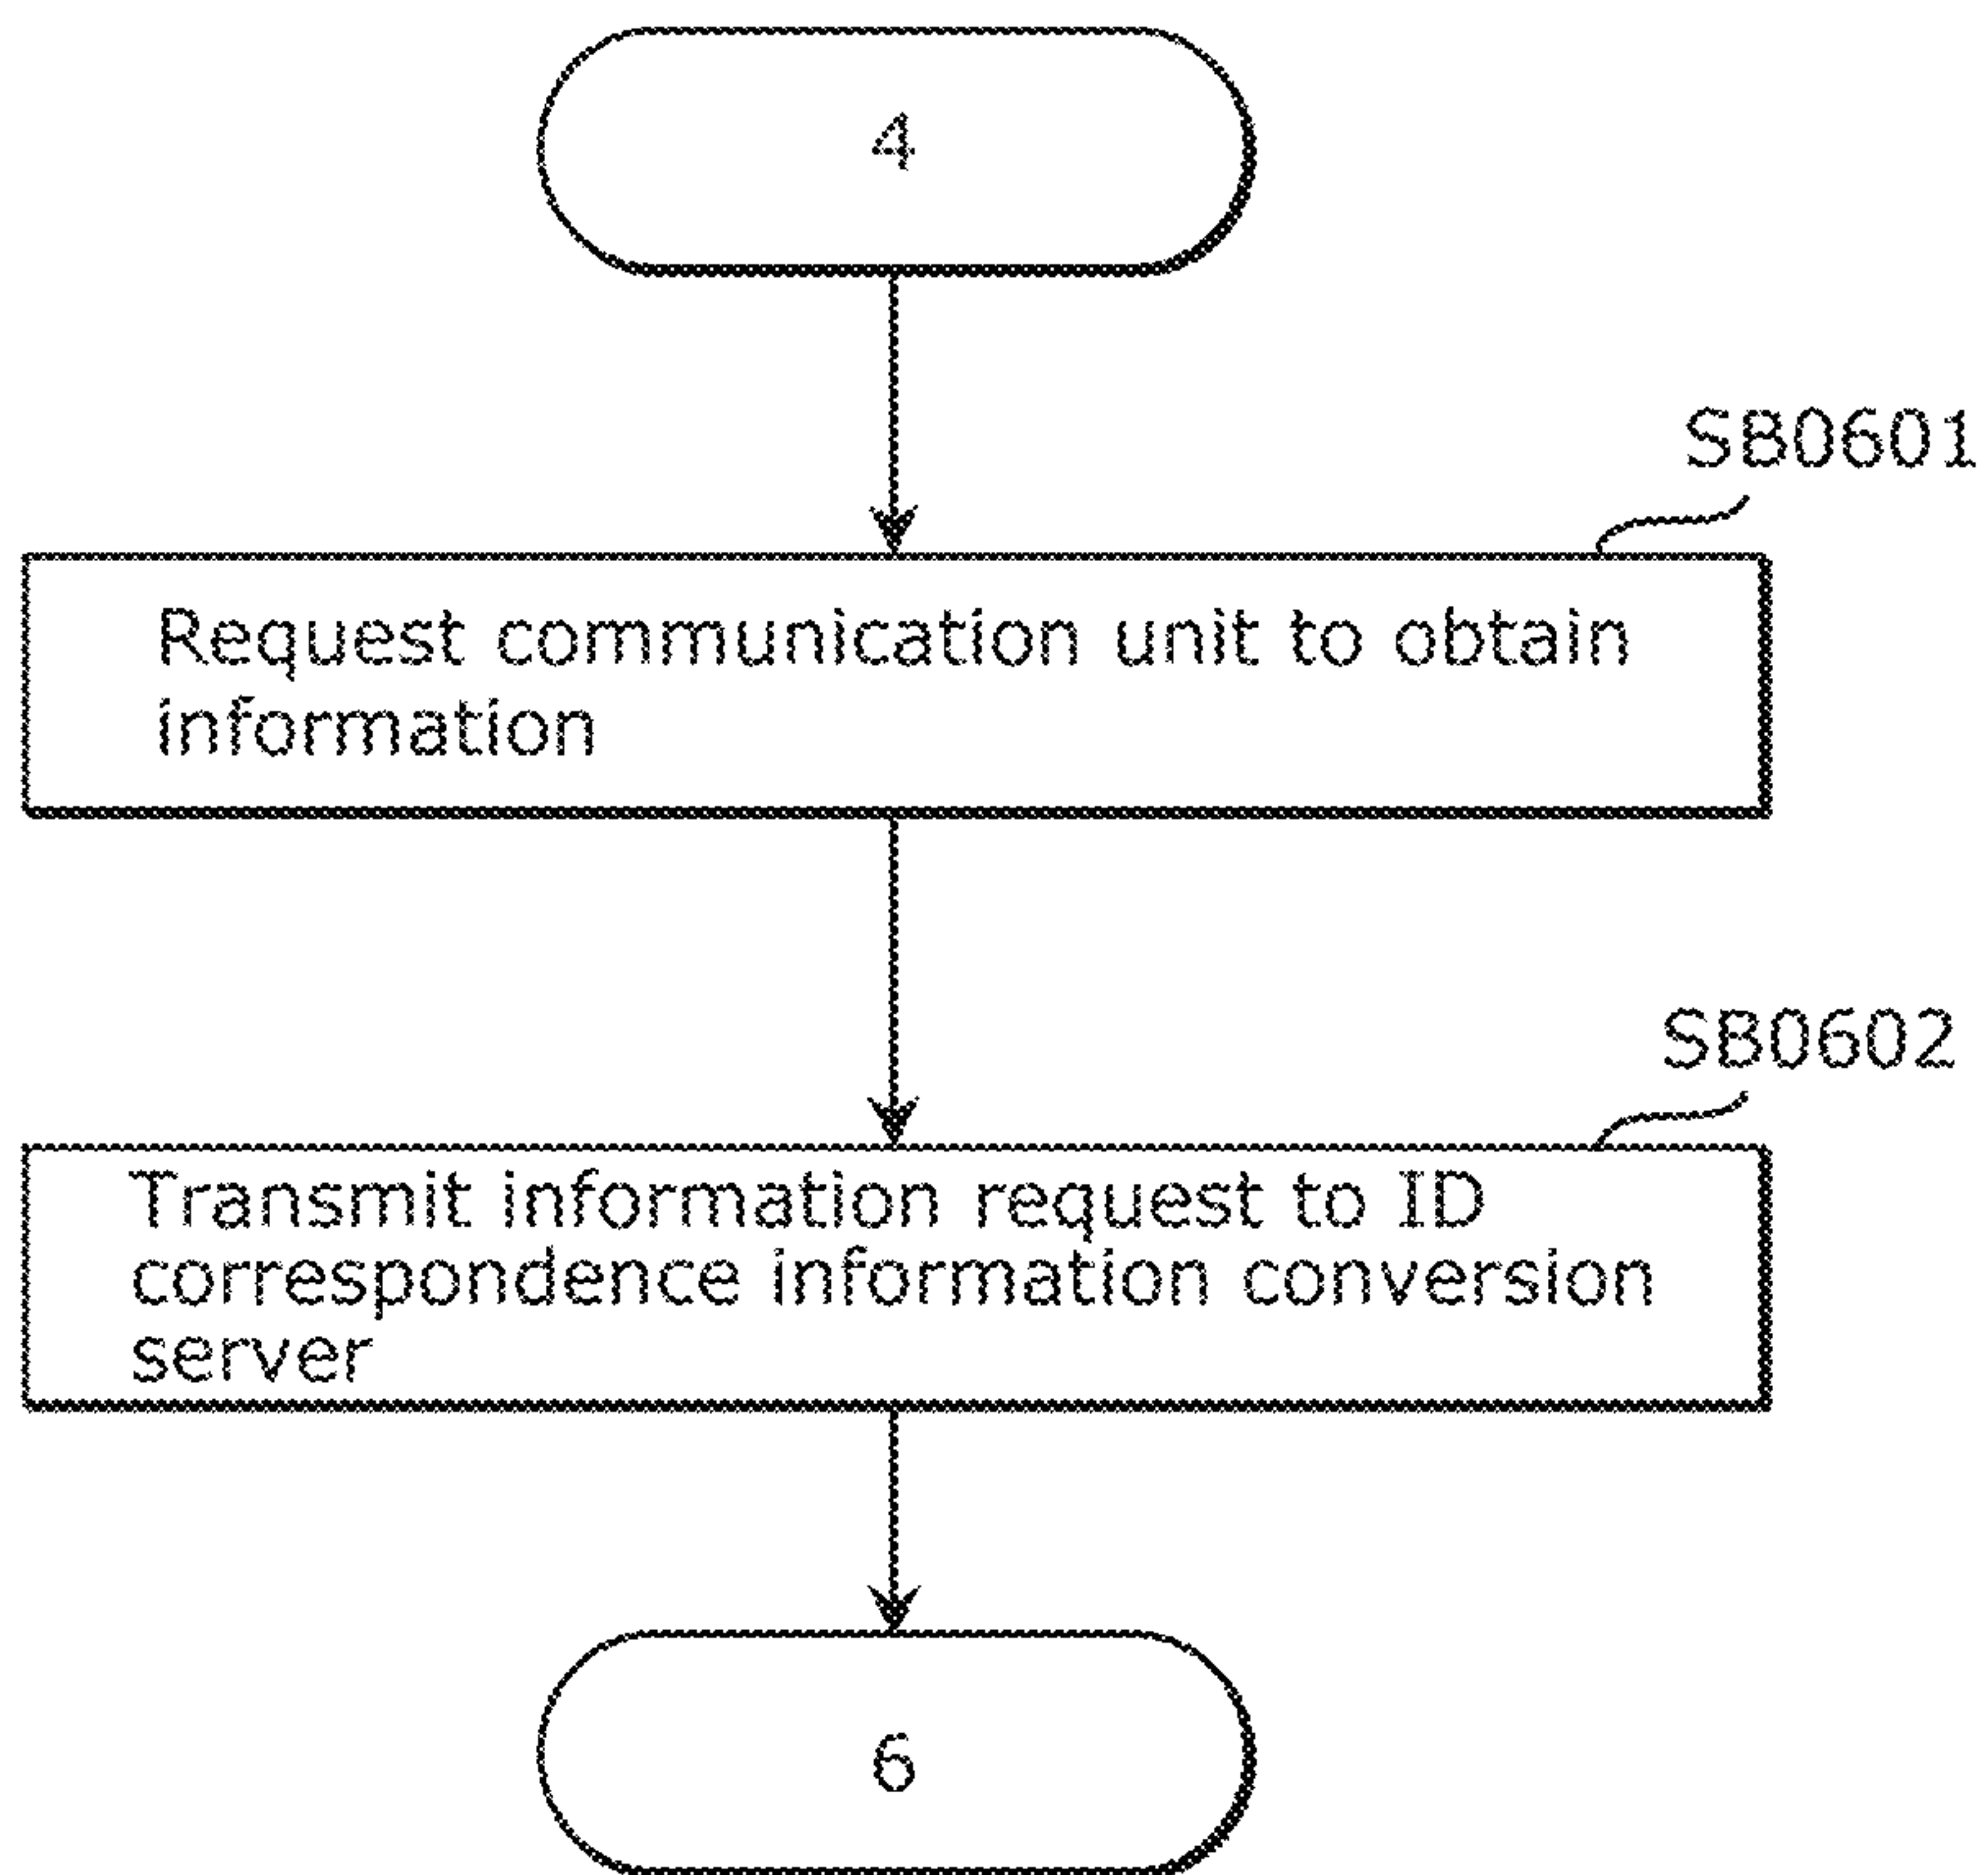 4
SB0601
Request communication unit to obtain
information
SB0602
Transmit information request to ID
correspondence information conversion
server
6